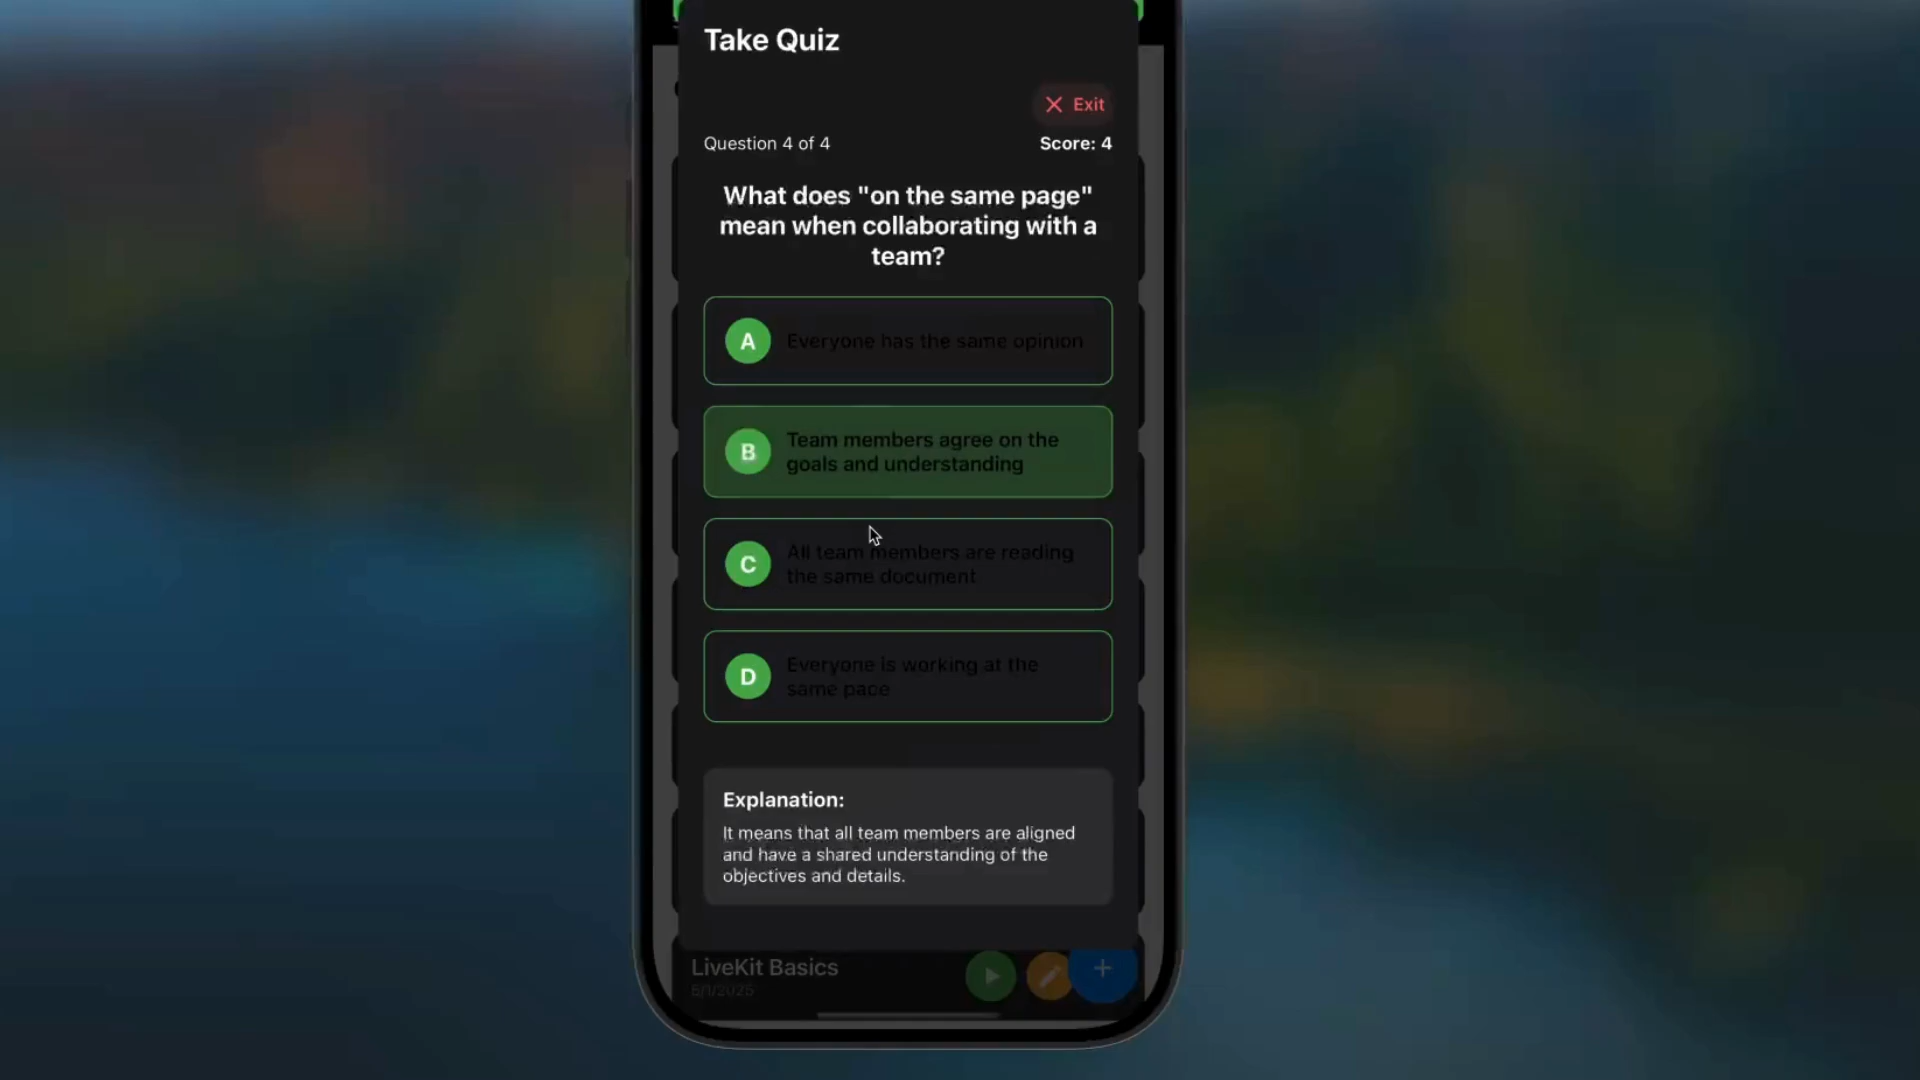 Take Quiz
Exit
Question 4 of 4
Score: 4
What does "on the same page"
mean when collaborating with a
team?
A
Everyone has the same opinion
B
Team members agree on the
goals and understanding
C
All team members are reading
the same document
D
Everyone is working at the
same pace
Explanation:
It means that all team members are aligned
and have a shared understanding of the
objectives and details.
LiveKit Basics
6/1/2025